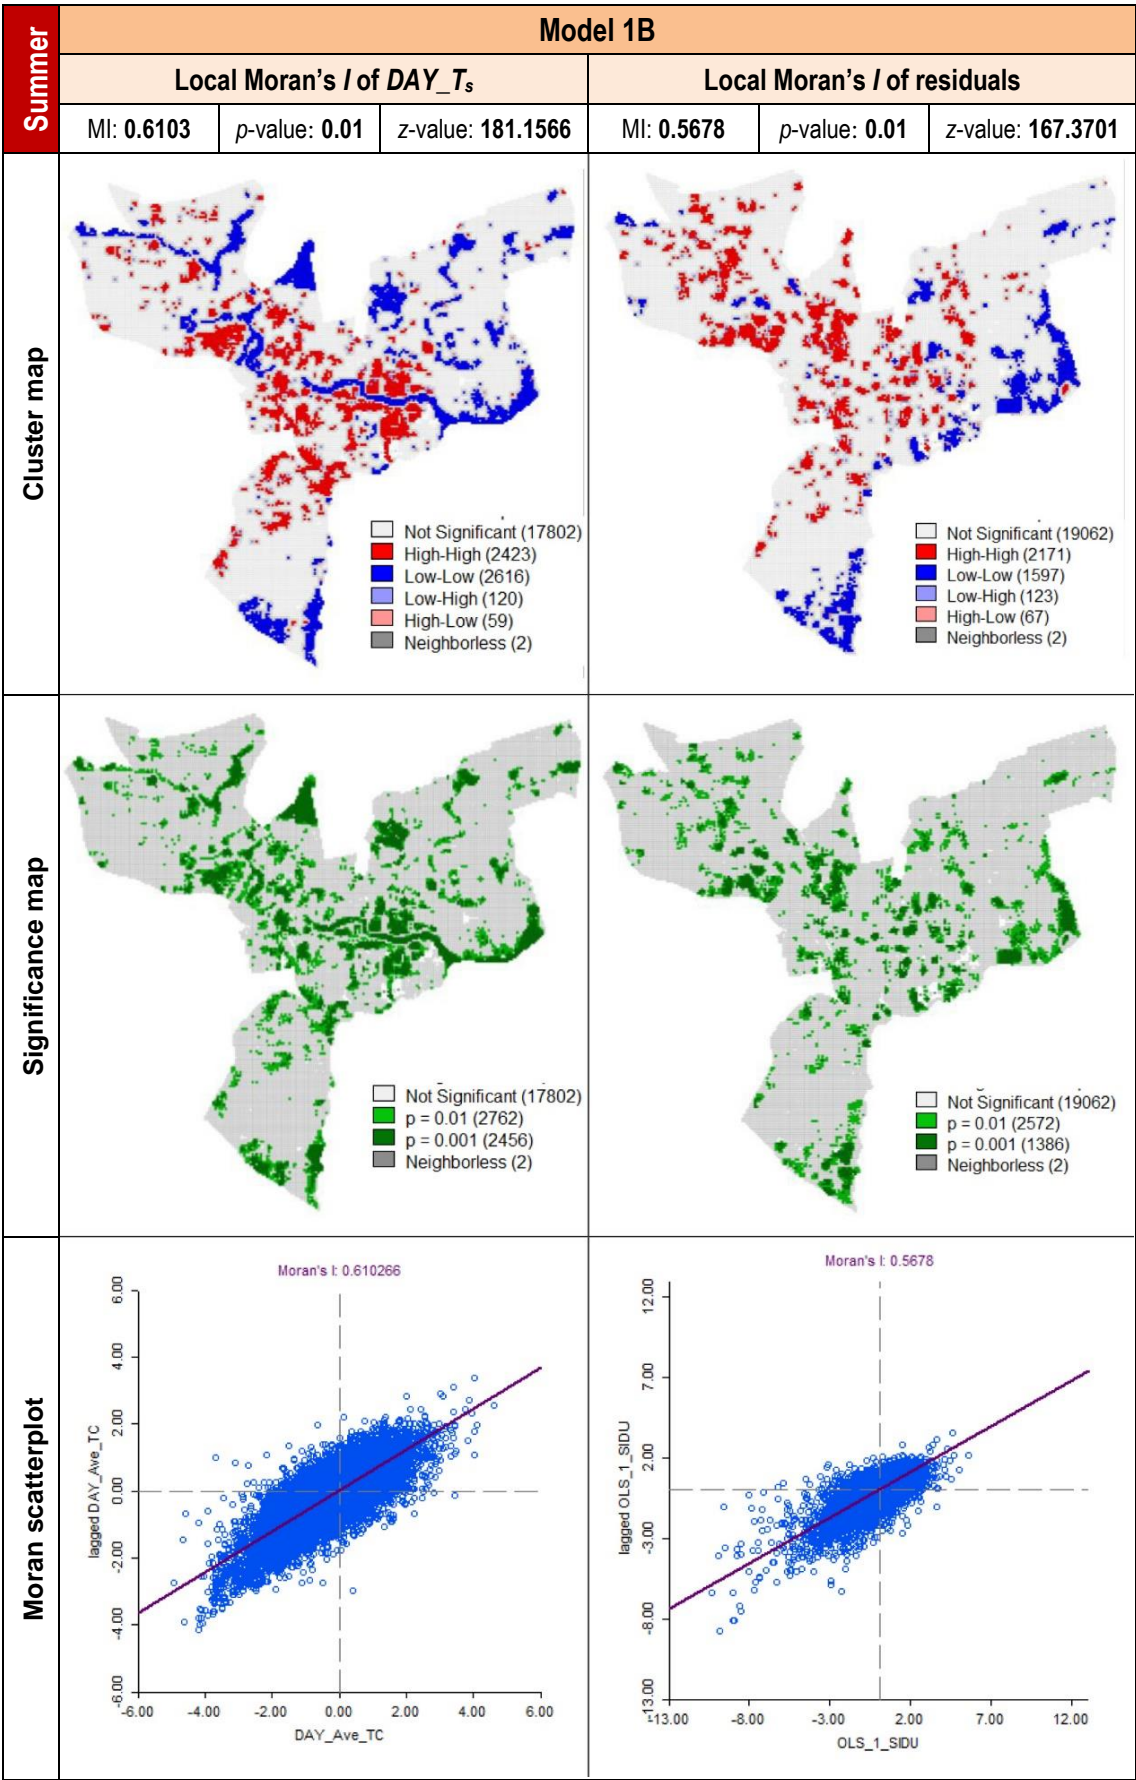 Summer
Model 1B
Local Moran's I of DAY_Ts
Local Moran's I of residuals
MI: 0.6103
p-value: 0.01
z-value: 181.1566
MI: 0.5678
p-value: 0.01
z-value: 167.3701
Cluster map
Not Significant (17802)
High-High (2423)
Low-Low (2616)
Low-High (120)
High-Low (59)
Neighborless (2)
Not Significant (19062)
High-High (2171)
Low-Low (1597)
Low-High (123)
High-Low (67)
Neighborless (2)
Significance map
Not Significant (17802)
p = 0.01 (2762)
p = 0.001 (2456)
Neighborless (2)
Not Significant (19062)
p = 0.01 (2572)
p = 0.001 (1386)
Neighborless (2)
Moran scatterplot
Moran's I: 0.610266
lagged DAY_Ave_TC
6.00
4.00
2.00
0.00
-2.00
-4.00
-6.00
-6.00 -4.00 -2.00 0.00 2.00 4.00 6.00
DAY_Ave_TC
Moran's I: 0.5678
lagged OLS_1_SIDU
12.00
7.00
2.00
-3.00
-8.00
-13.00
-13.00 -8.00 -3.00 2.00 7.00 12.00
OLS_1_SIDU